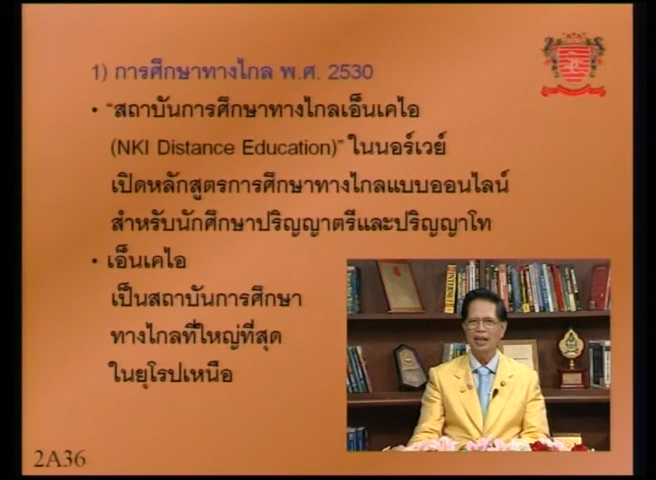 1) การศึกษาทางไกล พ.ศ. 2530
• “สถาบันการศึกษาทางไกลเอ็นเคไอ
(NKI Distance Education)” ในนอร์เวย์
เปิดหลักสูตรการศึกษาทางไกลแบบออนไลน์
สำหรับนักศึกษาปริญญาตรีและปริญญาโท
• เอ็นเคไอ
เป็นสถาบันการศึกษา
ทางไกลที่ใหญ่ที่สุด
ในยุโรปเหนือ
2A36